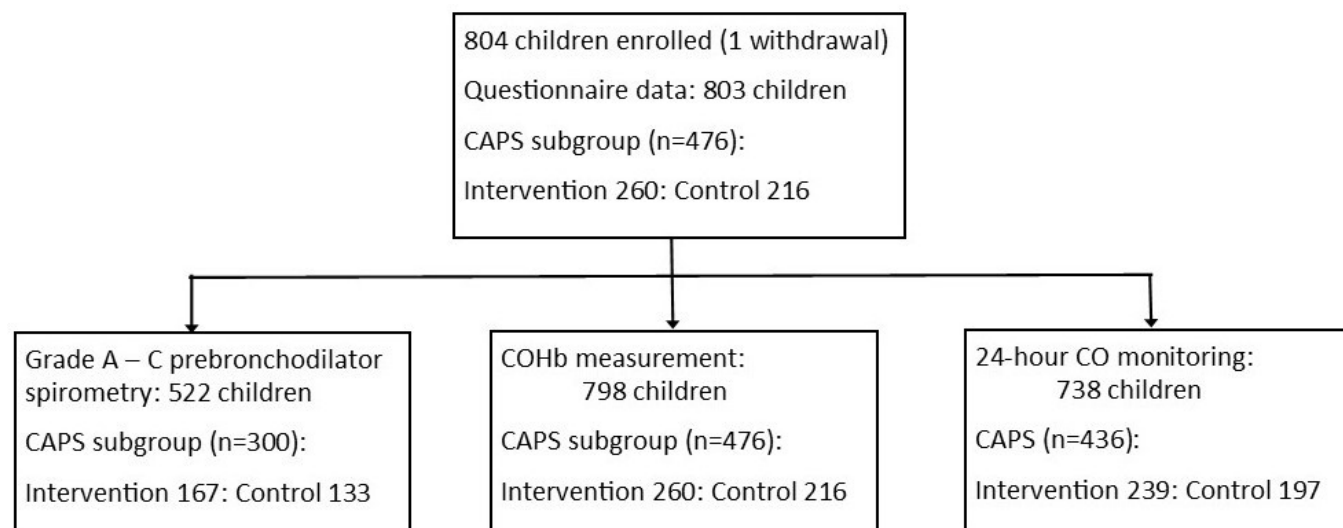 804 children enrolled (1 withdrawal)
Questionnaire data: 803 children
CAPS subgroup (n=476):
Intervention 260: Control 216
Grade A – C prebronchodilator
spirometry: 522 children
CAPS subgroup (n=300):
Intervention 167: Control 133
COHb measurement:
798 children
CAPS subgroup (n=476):
Intervention 260: Control 216
24-hour CO monitoring:
738 children
CAPS (n=436):
Intervention 239: Control 197